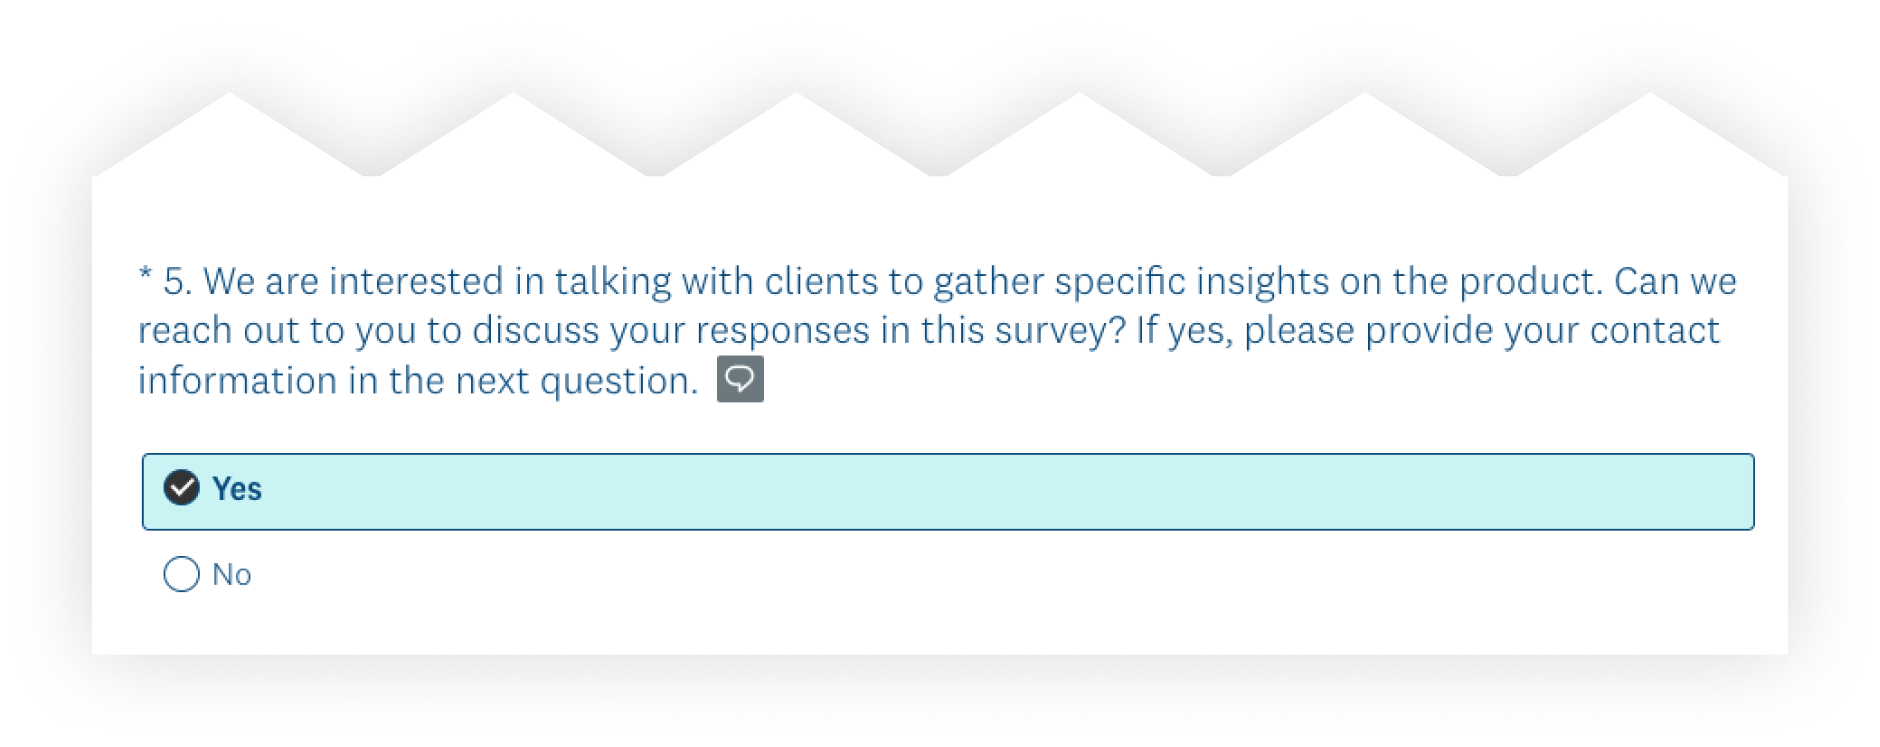 * 5. We are interested in talking with clients to gather specific insights on the product. Can we
reach out to you to discuss your responses in this survey? If yes, please provide your contact
information in the next question.
Yes
No